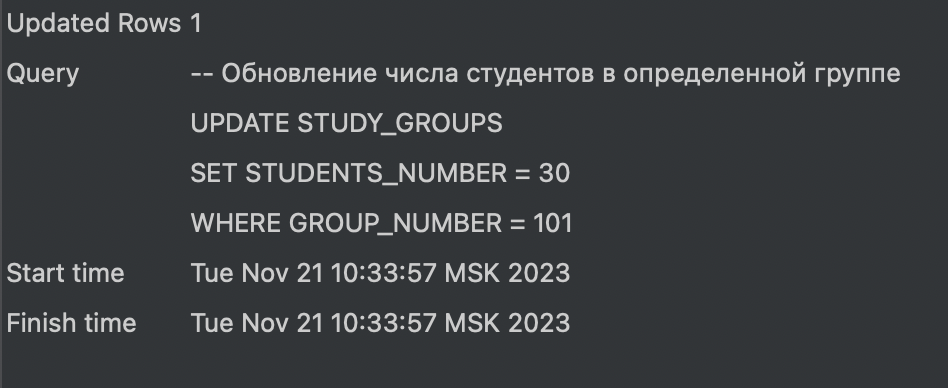 Updated Rows 1
Query -- Обновление числа студентов в определенной группе
UPDATE STUDY_GROUPS
SET STUDENTS_NUMBER = 30
WHERE GROUP_NUMBER = 101
Start time Tue Nov 21 10:33:57 MSK 2023
Finish time Tue Nov 21 10:33:57 MSK 2023